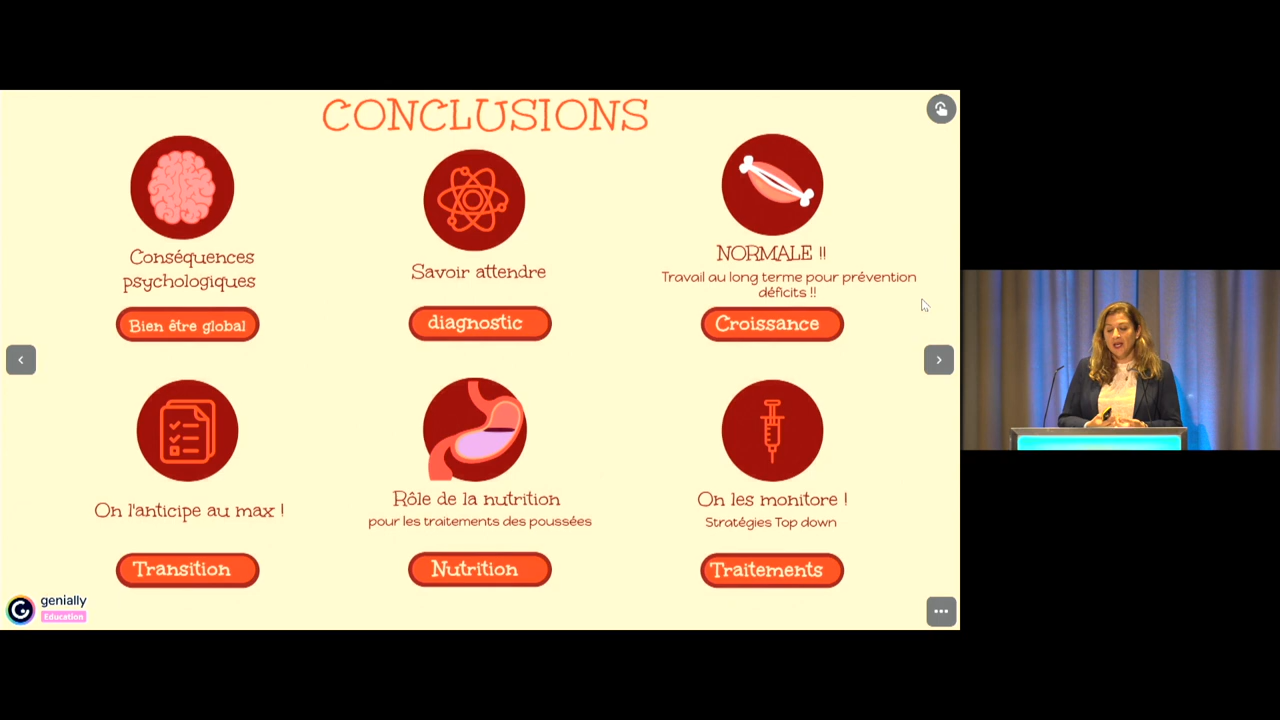 CONCLUSIONS
Conséquences
psychologiques
Bien être global
Savoir attendre
diagnostic
NORMALE !!
Travail au long terme pour prévention
déficits !!
Croissance
On l'anticipe au max !
Transition
Rôle de la nutrition
pour les traitements des poussées
Nutrition
On les monitore !
Stratégies Top down
Traitements
genially
Education